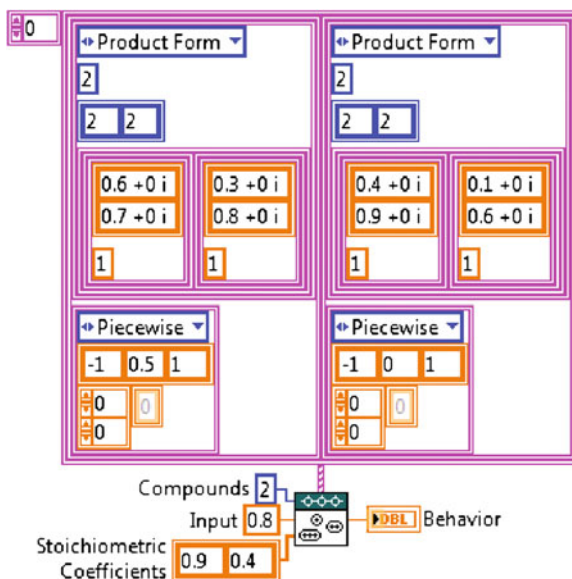 0
Product Form Product Form
2 2
2 2 2 2
0.6 +0 i 0.3 +0 i 0.4 +0 i 0.1 +0 i
0.7 +0 i 0.8 +0 i 0.9 +0 i 0.6 +0 i
1 1 1 1
Piecewise Piecewise
-1 0.5 1 -1 0 1
0 0 0 0
0 0
Compounds 2
Input 0.8 DBL Behavior
Stoichiometric
Coefficients 0.9 0.4